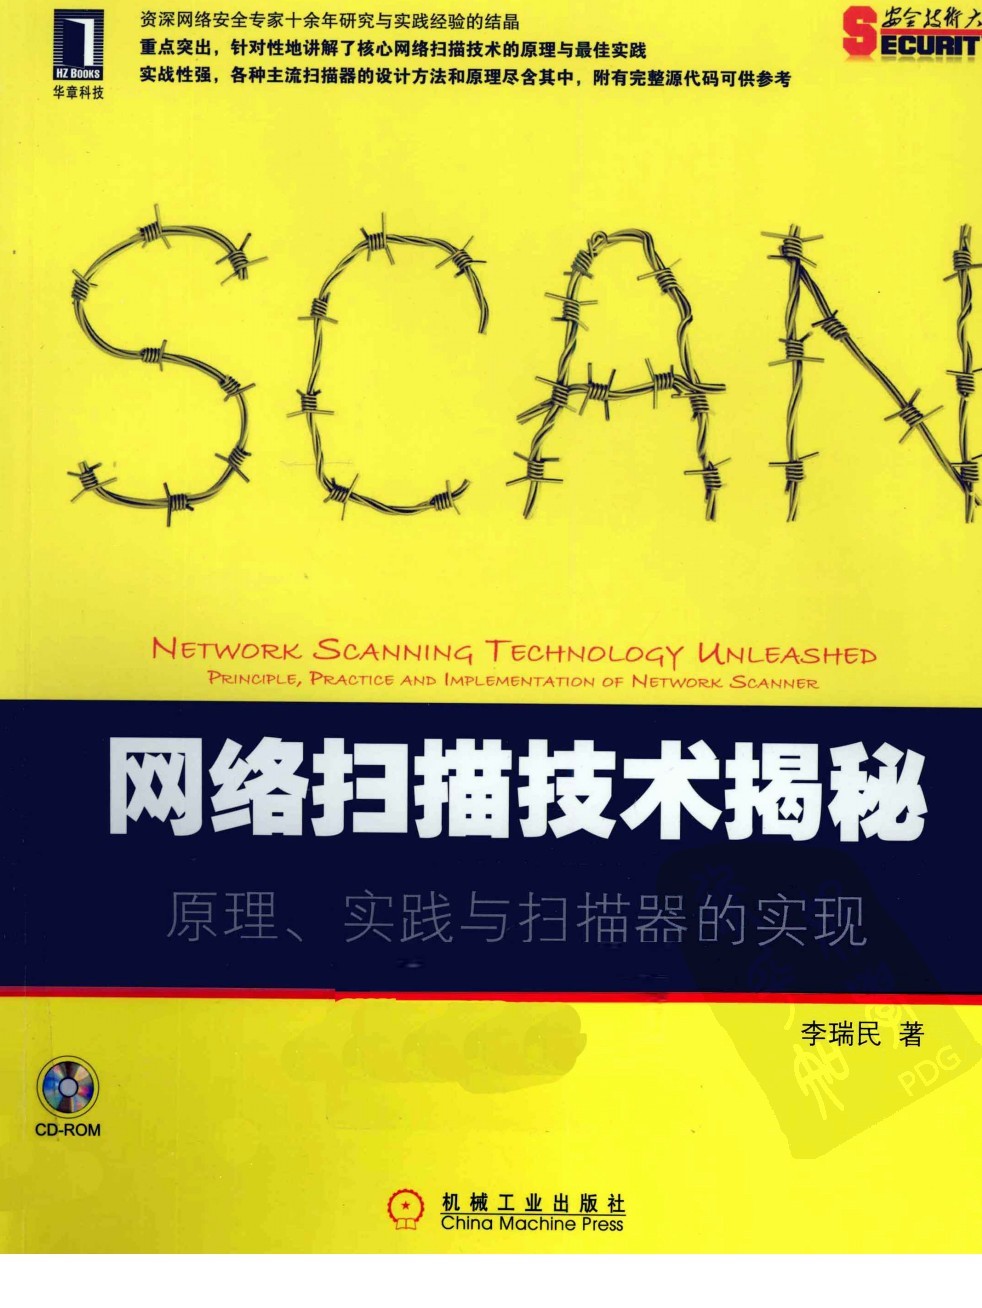 资深网络安全专家十余年研究与实践经验的结晶
重点突出，针对性地讲解了核心网络扫描技术的原理与最佳实践
实战性强，各种主流扫描器的设计方法和原理尽含其中，附有完整源代码可供参考
HZ BOOKS
华章科技
安全技术大
SECURIT
SCAN
NETWORK SCANNING TECHNOLOGY UNLEASHED
PRINCIPLE, PRACTICE AND IMPLEMENTATION OF NETWORK SCANNER
网络扫描技术揭秘
原理、实践与扫描器的实现
李瑞民 著
PDG
CD-ROM
机械工业出版社
China Machine Press